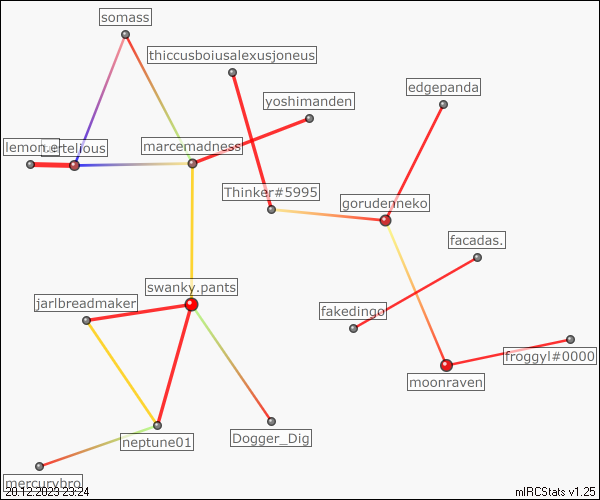 somass
thiccusboiusalexusjoneus
edgepanda
yoshimanden
lemon.
tertelious
marcemadness
Thinker#5995
gorudenneko
facadas.
swanky.pants
jarlbreadmaker
fakedingo
froggyl#0000
moonraven
neptune01
Dogger_Dig
mercurybro
20.12.2023 23:24
mIRCStats v1.25